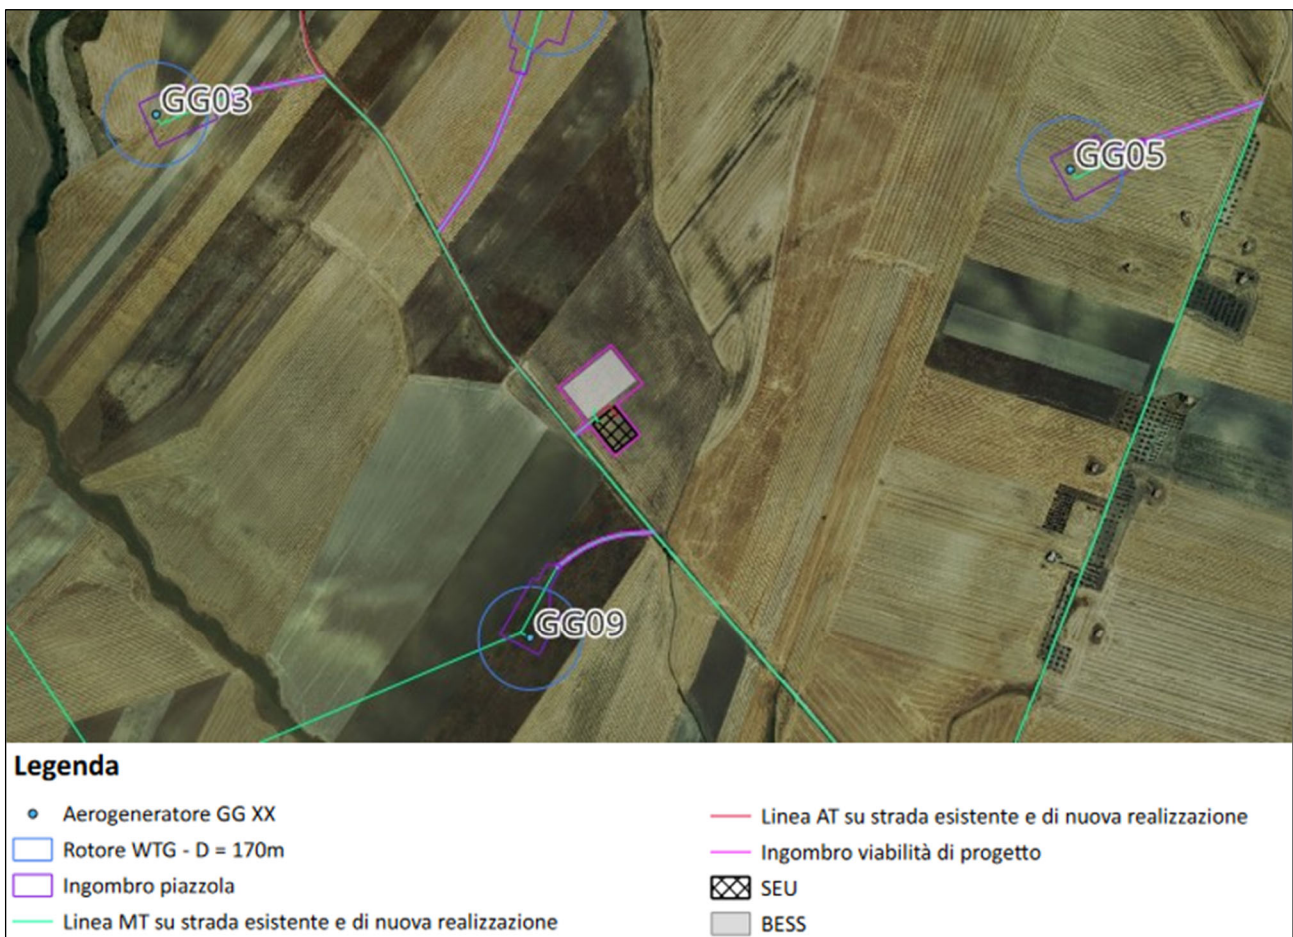 GG03
GG05
GG09
Legenda
Aerogeneratore GG XX
Rotore WTG - D = 170m
Ingombro piazzola
Linea MT su strada esistente e di nuova realizzazione
Linea AT su strada esistente e di nuova realizzazione
Ingombro viabilità di progetto
SEU
BESS